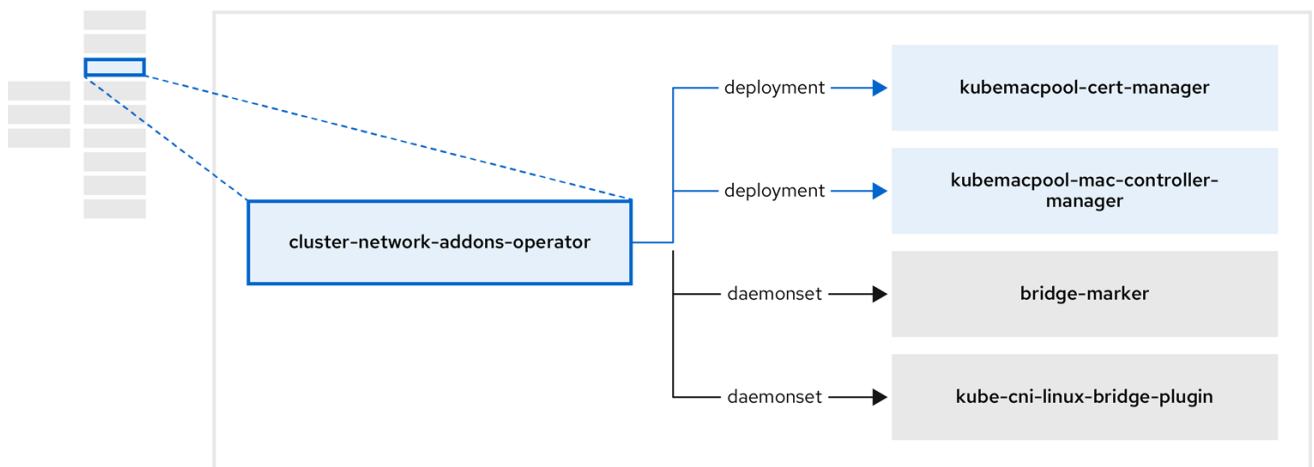 deployment
kubemacpool-cert-manager
deployment
kubemacpool-mac-controller-
manager
cluster-network-addons-operator
daemonset
bridge-marker
daemonset
kube-cni-linux-bridge-plugin